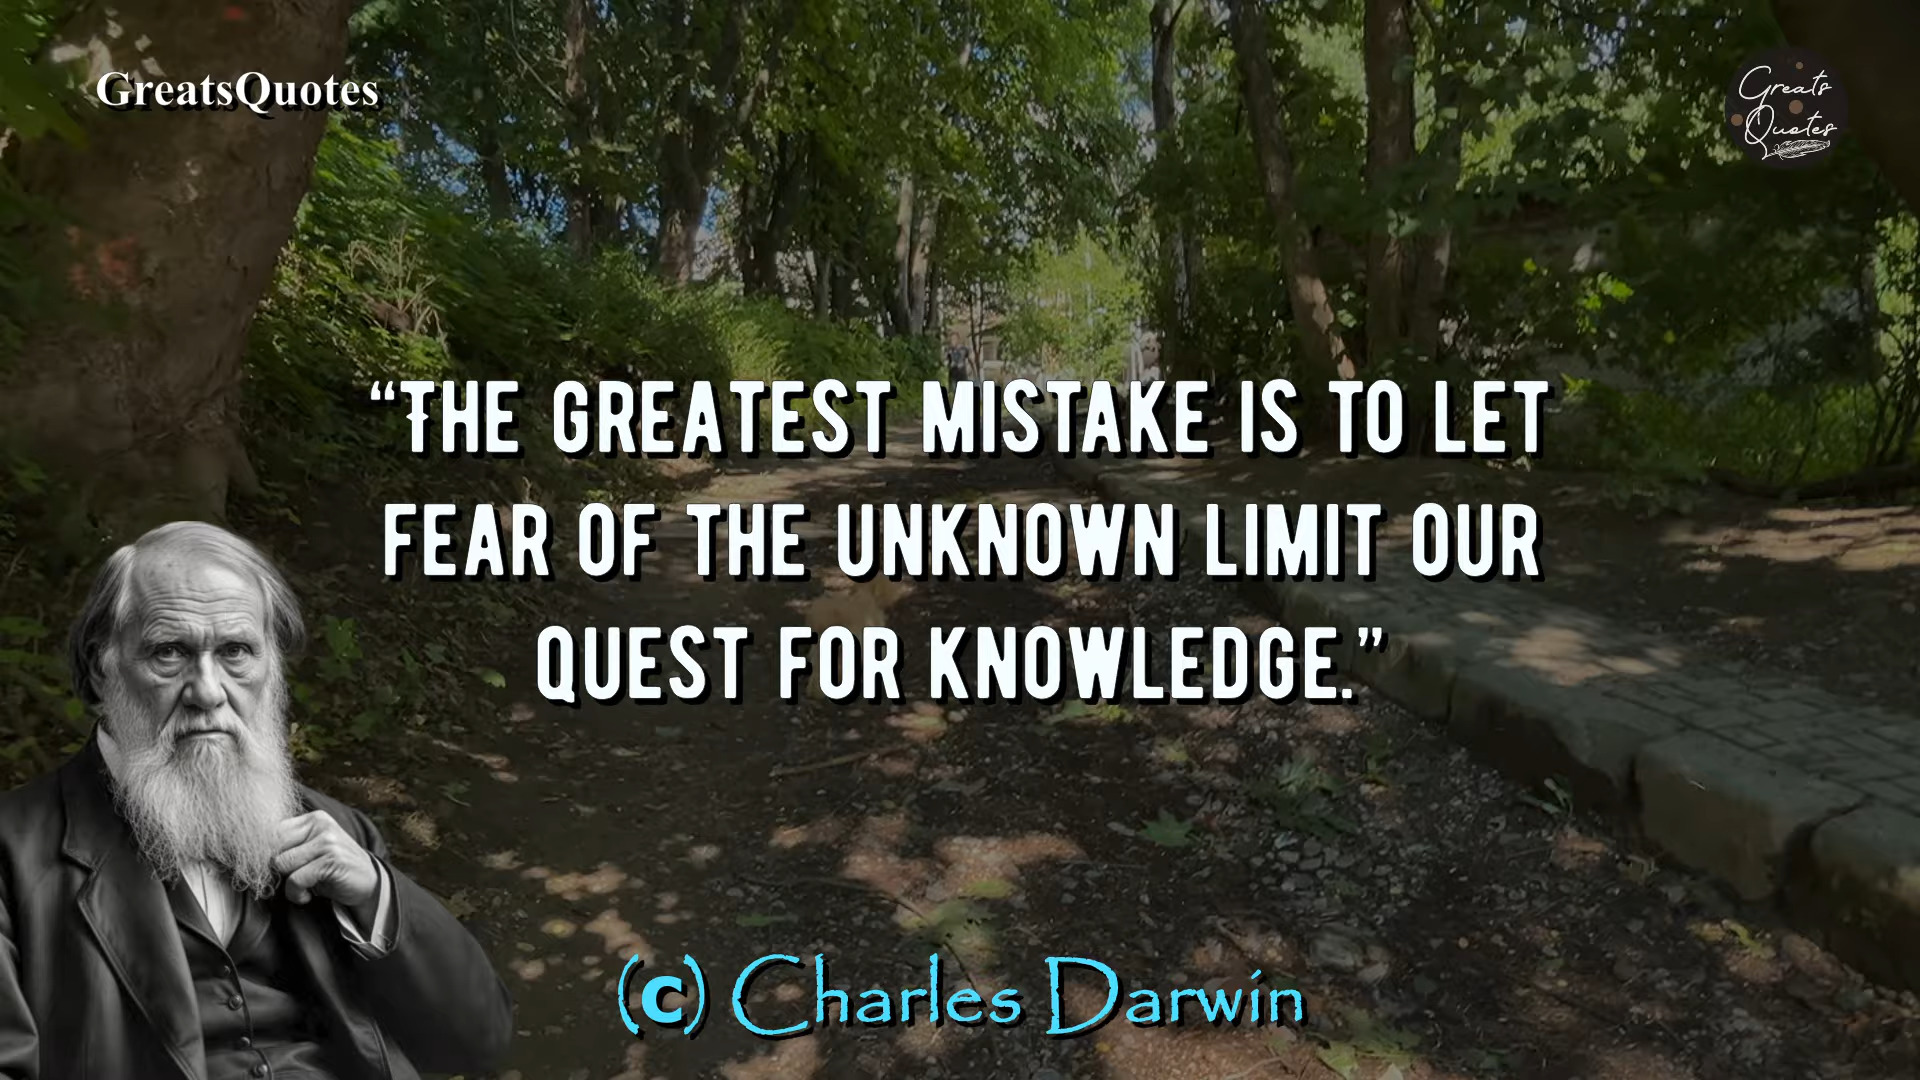 GreatsQuotes
Greats
Quotes
“THE GREATEST MISTAKE IS TO LET
FEAR OF THE UNKNOWN LIMIT OUR
QUEST FOR KNOWLEDGE.”
(c) Charles Darwin